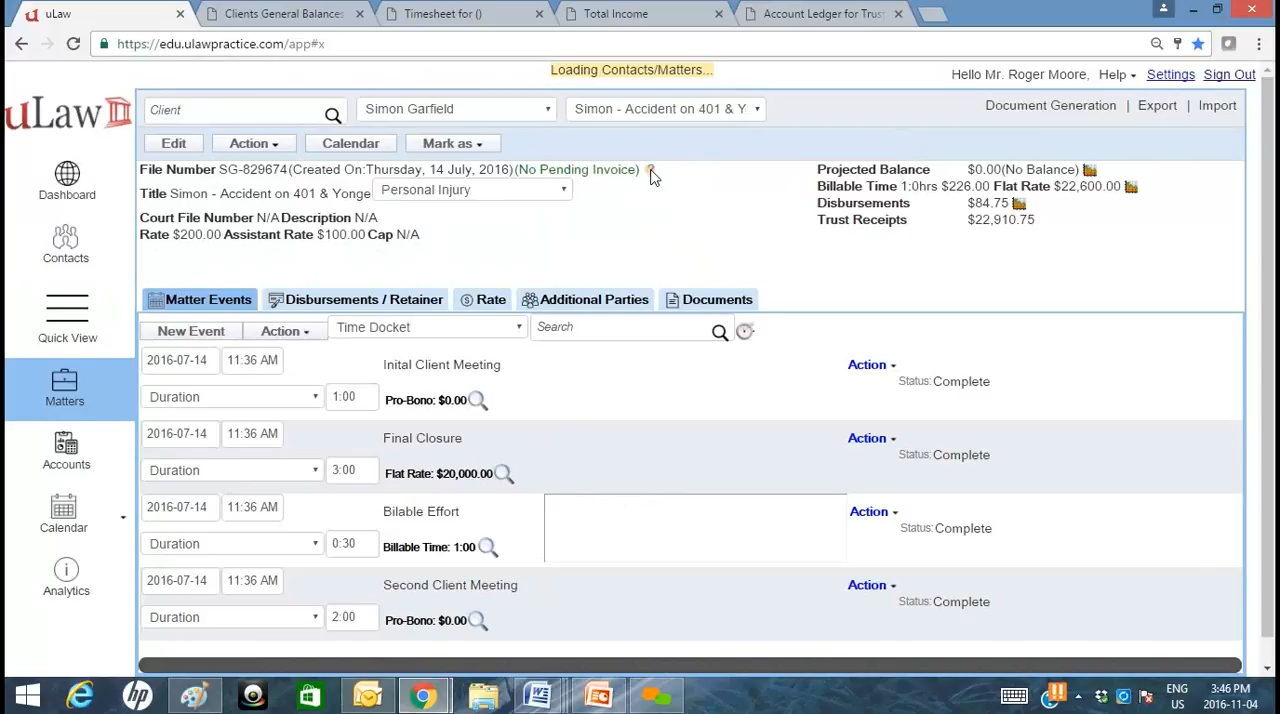 uLaw
Clients General Balances
Timesheet for ()
Total Income
Account Ledger for Trust
https://edu.ulawpractice.com/app#x
Loading Contacts/Matters...
Hello Mr. Roger Moore, Help Settings Sign Out
uLaw
Client
Simon Garfield
Simon - Accident on 401 & Y
Document Generation | Export | Import
Edit
Action
Calendar
Mark as
File Number SG-829674(Created On:Thursday, 14 July, 2016)(No Pending Invoice)
Title Simon - Accident on 401 & Yonge
Personal Injury
Court File Number N/A Description N/A
Rate $200.00 Assistant Rate $100.00 Cap N/A
Projected Balance $0.00(No Balance)
Billable Time 1:0hrs $226.00 Flat Rate $22,600.00
Disbursements $84.75
Trust Receipts $22,910.75
Dashboard
Contacts
Quick View
Matters
Accounts
Calendar
Analytics
Matter Events
Disbursements / Retainer
Rate
Additional Parties
Documents
New Event
Action
Time Docket
Search
2016-07-14 11:36 AM Inital Client Meeting Action
Status: Complete
Duration 1:00 Pro-Bono: $0.00
2016-07-14 11:36 AM Final Closure Action
Status: Complete
Duration 3:00 Flat Rate: $20,000.00
2016-07-14 11:36 AM Bilable Effort Action
Status: Complete
Duration 0:30 Billable Time: 1:00
2016-07-14 11:36 AM Second Client Meeting Action
Status: Complete
Duration 2:00 Pro-Bono: $0.00
ENG
US
3:46 PM
2016-11-04